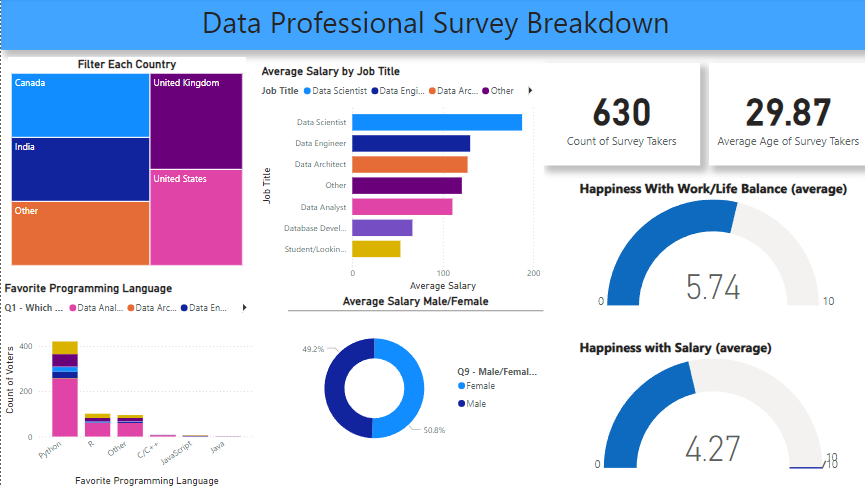 Data Professional Survey Breakdown
Filter Each Country
Canada
United Kingdom
India
United States
Other
Average Salary by Job Title
Job Title Data Scientist Data Engi... Data Arc... Other
Job Title
Data Scientist
Data Engineer
Data Architect
Other
Data Analyst
Database Devel...
Student/Lookin...
0 100 200
Average Salary
630
Count of Survey Takers
29.87
Average Age of Survey Takers
Happiness With Work/Life Balance (average)
5.74
0 10
Favorite Programming Language
Q1 - Which ... Data Anal... Data Arc... Data En...
Count of Voters
400
200
0
Python R Other C/C++ JavaScript Java
Favorite Programming Language
Average Salary Male/Female
49.2%
50.8%
Q9 - Male/Femal...
Female
Male
Happiness with Salary (average)
4.27
0 10
10